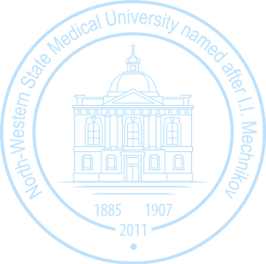 North-Western State Medical University named after I.I. Mechnikov
1885 1907
2011